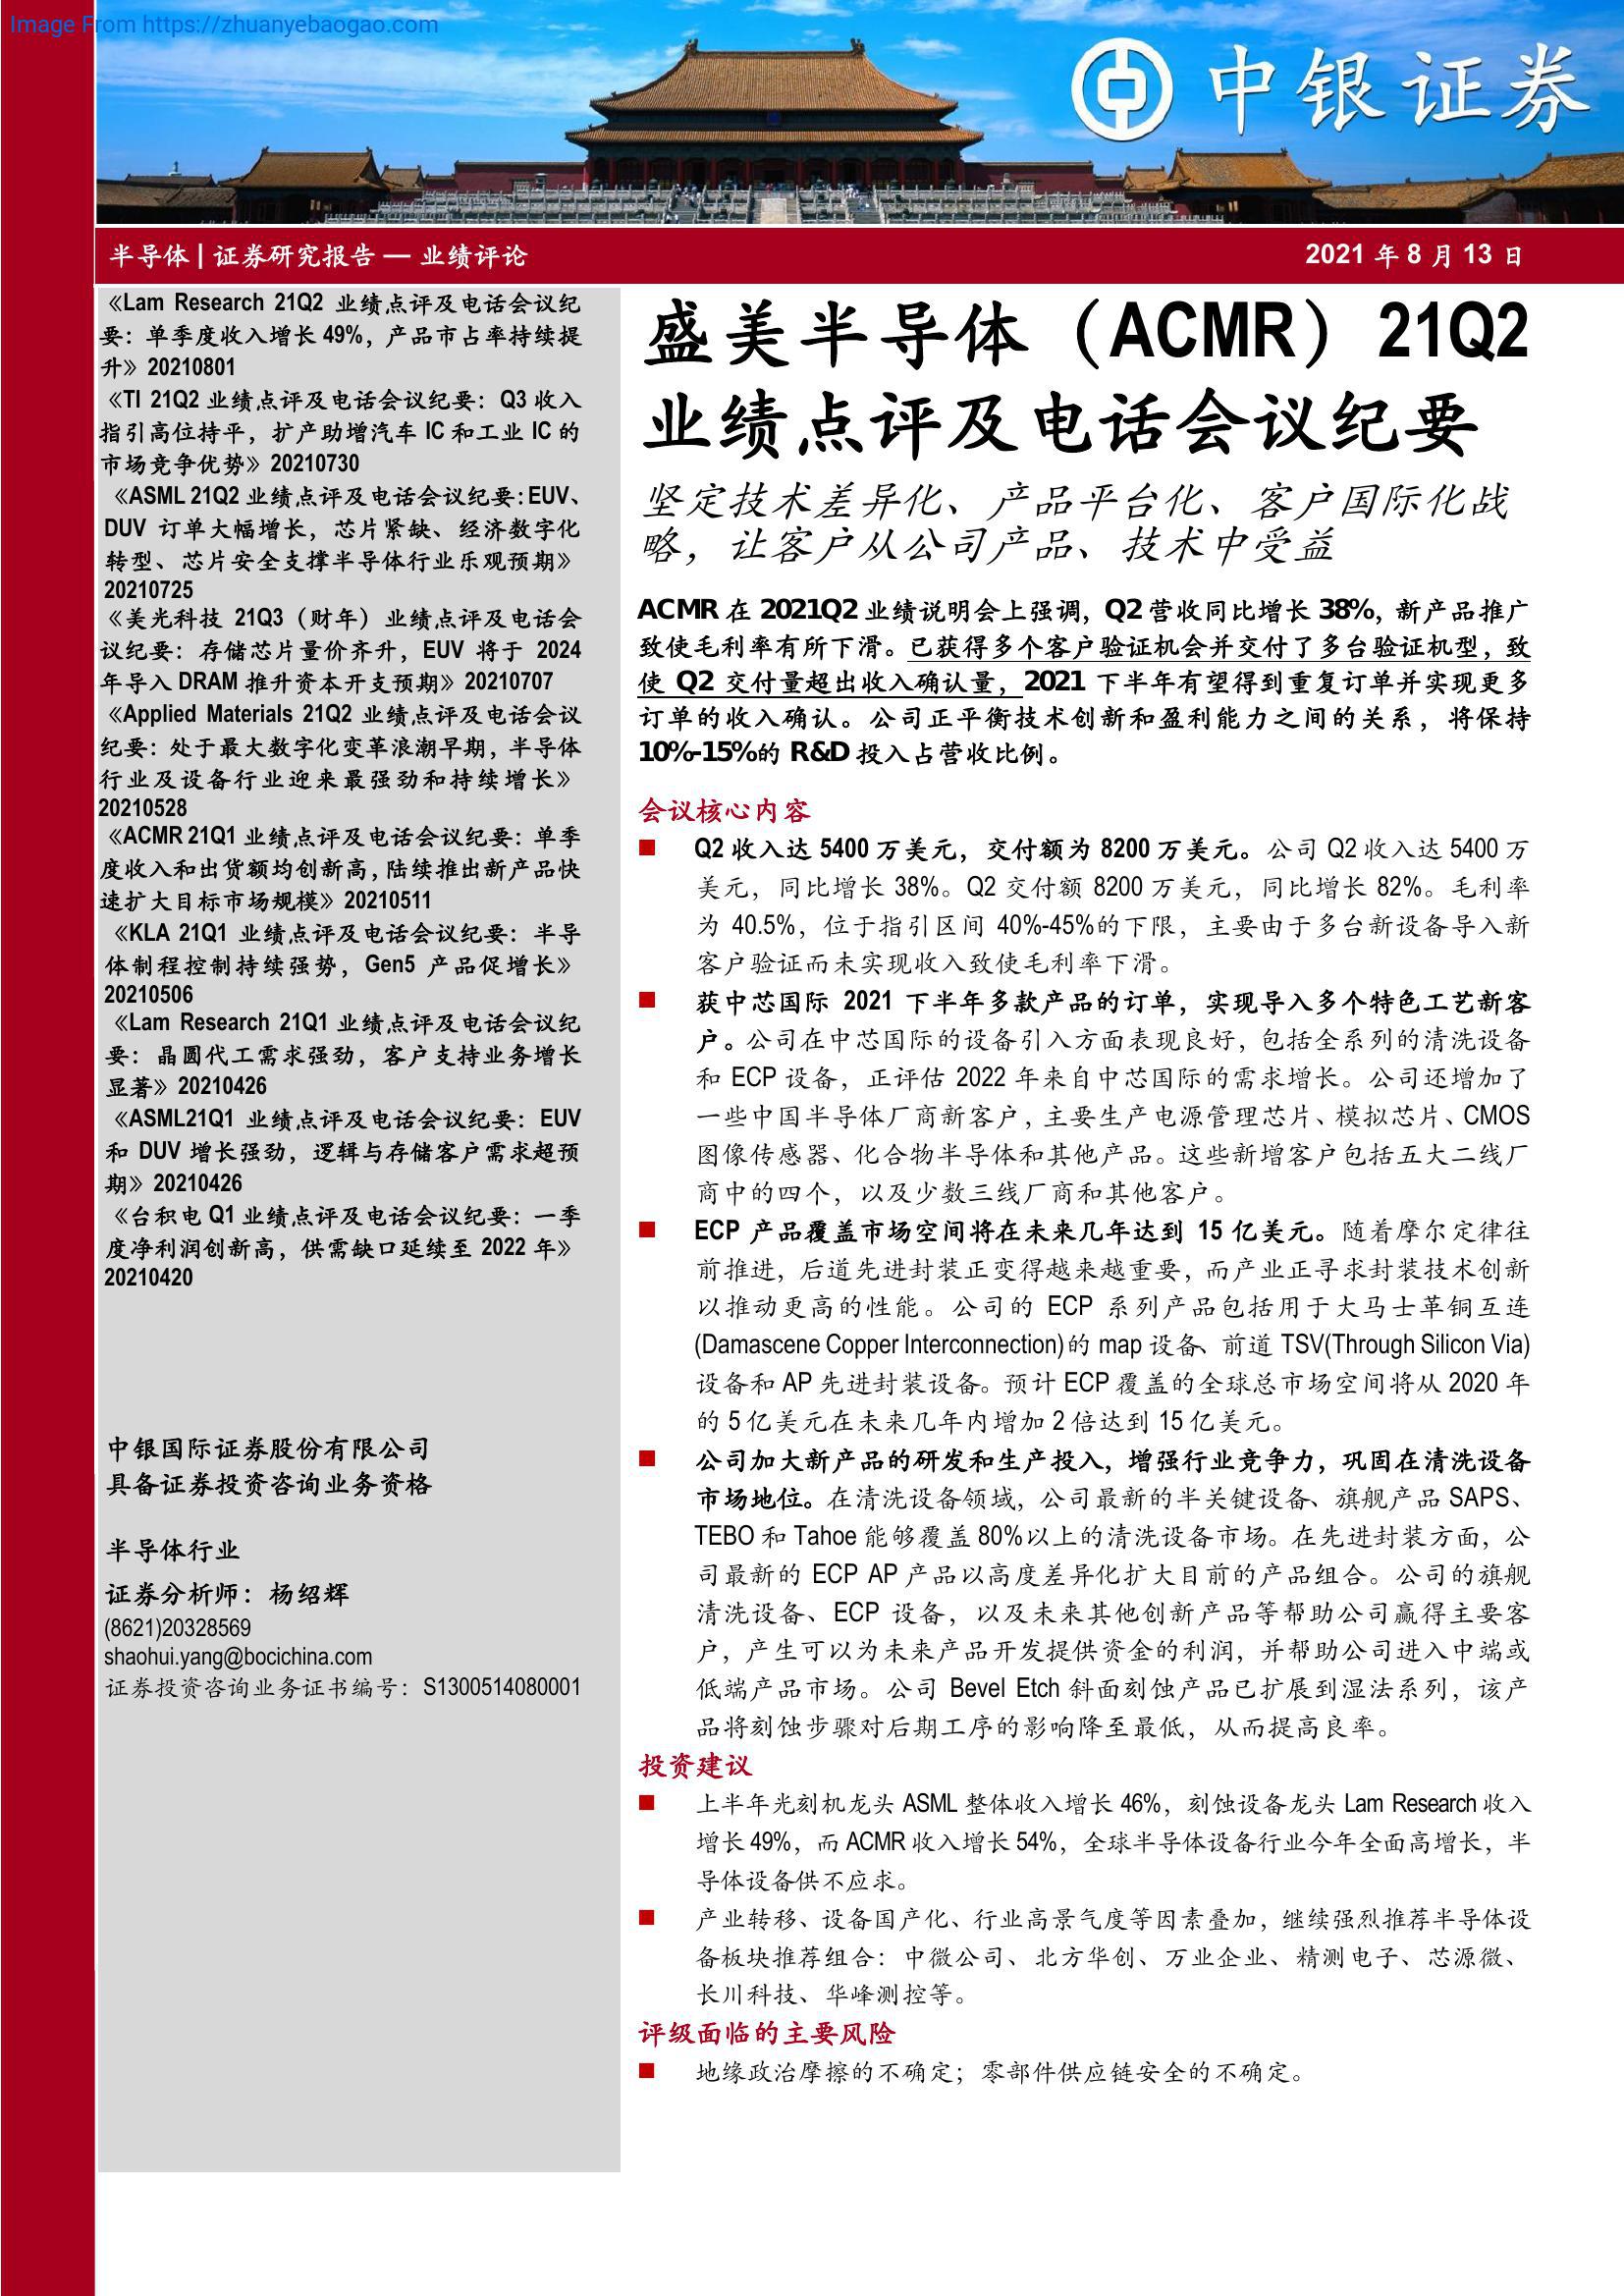 Image From https://zhuanyebaogao.com
中银证券
半导体 | 证券研究报告 — 业绩评论
2021 年 8 月 13 日
《Lam Research 21Q2 业绩点评及电话会议纪
要：单季度收入增长 49%，产品市占率持续提
升》20210801
《TI 21Q2 业绩点评及电话会议纪要：Q3 收入
指引高位持平，扩产助增汽车 IC 和工业 IC 的
市场竞争优势》20210730
《ASML 21Q2 业绩点评及电话会议纪要：EUV、
DUV 订单大幅增长，芯片紧缺、经济数字化
转型、芯片安全支撑半导体行业乐观预期》
20210725
《美光科技 21Q3（财年）业绩点评及电话会
议纪要：存储芯片量价齐升，EUV 将于 2024
年导入 DRAM 推升资本开支预期》20210707
《Applied Materials 21Q2 业绩点评及电话会议
纪要：处于最大数字化变革浪潮早期，半导体
行业及设备行业迎来最强劲和持续增长》
20210528
《ACMR 21Q1 业绩点评及电话会议纪要：单季
度收入和出货额均创新高，陆续推出新产品快
速扩大目标市场规模》20210511
《KLA 21Q1 业绩点评及电话会议纪要：半导
体制程控制持续强势，Gen5 产品促增长》
20210506
《Lam Research 21Q1 业绩点评及电话会议纪
要：晶圆代工需求强劲，客户支持业务增长
显著》20210426
《ASML21Q1 业绩点评及电话会议纪要：EUV
和 DUV 增长强劲，逻辑与存储客户需求超预
期》20210426
《台积电 Q1 业绩点评及电话会议纪要：一季
度净利润创新高，供需缺口延续至 2022 年》
20210420
中银国际证券股份有限公司
具备证券投资咨询业务资格
半导体行业
证券分析师：杨绍辉
(8621)20328569
shaohui.yang@bocichina.com
证券投资咨询业务证书编号：S1300514080001
盛美半导体（ACMR）21Q2
业绩点评及电话会议纪要
坚定技术差异化、产品平台化、客户国际化战
略，让客户从公司产品、技术中受益
ACMR 在 2021Q2 业绩说明会上强调，Q2 营收同比增长 38%，新产品推广
致使毛利率有所下滑。已获得多个客户验证机会并交付了多台验证机型，致
使 Q2 交付量超出收入确认量，2021 下半年有望得到重复订单并实现更多
订单的收入确认。公司正平衡技术创新和盈利能力之间的关系，将保持
10%-15%的 R&D 投入占营收比例。
会议核心内容
■ Q2 收入达 5400 万美元，交付额为 8200 万美元。公司 Q2 收入达 5400 万
美元，同比增长 38%。Q2 交付额 8200 万美元，同比增长 82%。毛利率
为 40.5%，位于指引区间 40%-45%的下限，主要由于多台新设备导入新
客户验证而未实现收入致使毛利率下滑。
■ 获中芯国际 2021 下半年多款产品的订单，实现导入多个特色工艺新客
户。公司在中芯国际的设备引入方面表现良好，包括全系列的清洗设备
和 ECP 设备，正评估 2022 年来自中芯国际的需求增长。公司还增加了
一些中国半导体厂商新客户，主要生产电源管理芯片、模拟芯片、CMOS
图像传感器、化合物半导体和其他产品。这些新增客户包括五大二线厂
商中的四个，以及少数三线厂商和其他客户。
■ ECP 产品覆盖市场空间将在未来几年达到 15 亿美元。随着摩尔定律往
前推进，后道先进封装正变得越来越重要，而产业正寻求封装技术创新
以推动更高的性能。公司的 ECP 系列产品包括用于大马士革铜互连
(Damascene Copper Interconnection)的 map 设备、前道 TSV(Through Silicon Via)
设备和 AP 先进封装设备。预计 ECP 覆盖的全球总市场空间将从 2020 年
的 5 亿美元在未来几年内增加 2 倍达到 15 亿美元。
■ 公司加大新产品的研发和生产投入，增强行业竞争力，巩固在清洗设备
市场地位。在清洗设备领域，公司最新的半关键设备、旗舰产品 SAPS、
TEBO 和 Tahoe 能够覆盖 80%以上的清洗设备市场。在先进封装方面，公
司最新的 ECP AP 产品以高度差异化扩大目前的产品组合。公司的旗舰
清洗设备、ECP 设备，以及未来其他创新产品等帮助公司赢得主要客
户，产生可以为未来产品开发提供资金的利润，并帮助公司进入中端或
低端产品市场。公司 Bevel Etch 斜面刻蚀产品已扩展到湿法系列，该产
品将刻蚀步骤对后期工序的影响降至最低，从而提高良率。
投资建议
■ 上半年光刻机龙头 ASML 整体收入增长 46%，刻蚀设备龙头 Lam Research 收入
增长 49%，而 ACMR 收入增长 54%，全球半导体设备行业今年全面高增长，半
导体设备供不应求。
■ 产业转移、设备国产化、行业高景气度等因素叠加，继续强烈推荐半导体设
备板块推荐组合：中微公司、北方华创、万业企业、精测电子、芯源微、
长川科技、华峰测控等。
评级面临的主要风险
■ 地缘政治摩擦的不确定；零部件供应链安全的不确定。